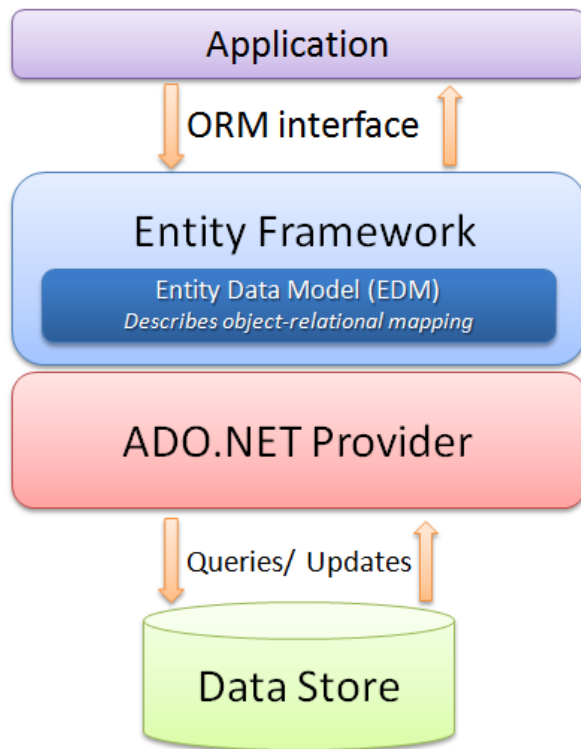 Application
ORM interface
Entity Framework
Entity Data Model (EDM)
Describes object-relational mapping
ADO.NET Provider
Queries/ Updates
Data Store